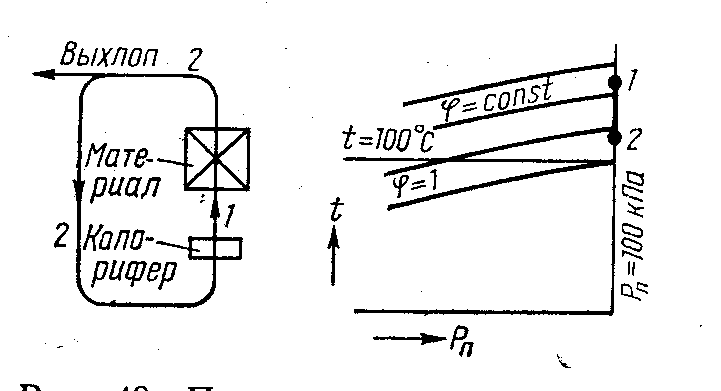 Выхлоп
2
Мате-
риал
1
2
Кало-
рифер
1
φ=const
t=100°C
2
φ=1
t
Pп=100 кПа
Pп